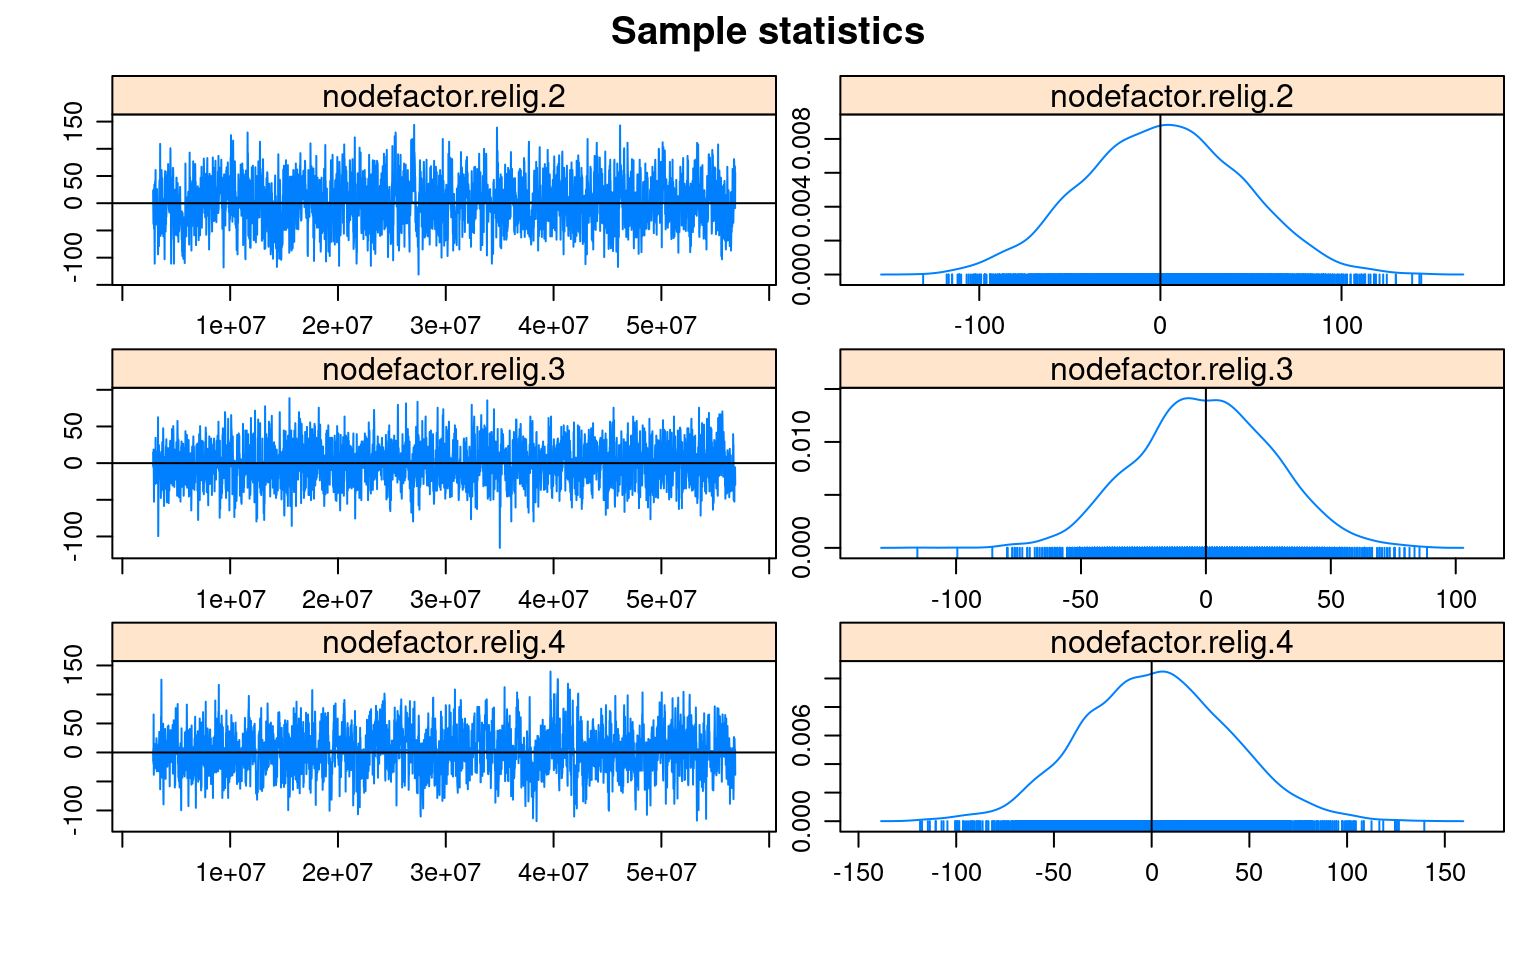 Sample statistics
nodefactor.relig.2
150
50
0
-100
1e+07 2e+07 3e+07 4e+07 5e+07
nodefactor.relig.2
0.008
0.004
0.000
-100 0 100
nodefactor.relig.3
50
0
-100
1e+07 2e+07 3e+07 4e+07 5e+07
nodefactor.relig.3
0.010
0.000
-100 -50 0 50 100
nodefactor.relig.4
150
50
0
-100
1e+07 2e+07 3e+07 4e+07 5e+07
nodefactor.relig.4
0.006
0.000
-150 -100 -50 0 50 100 150